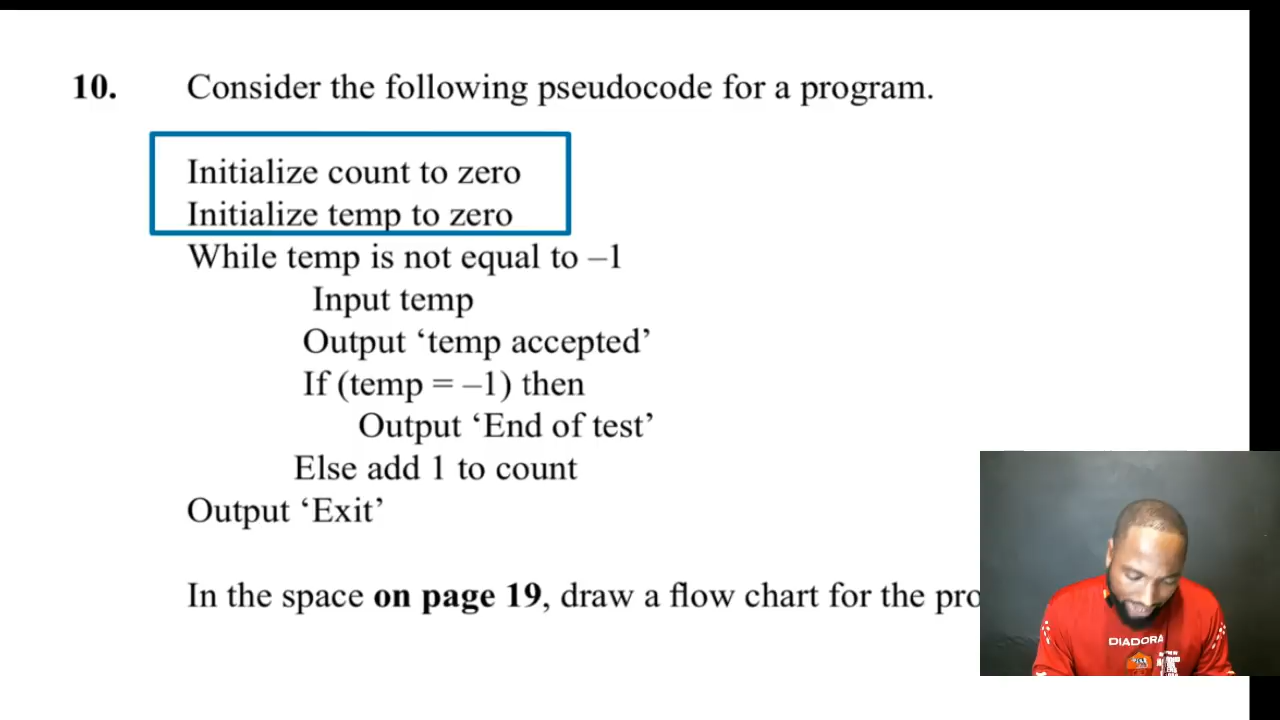 10. Consider the following pseudocode for a program.
Initialize count to zero
Initialize temp to zero
While temp is not equal to –1
Input temp
Output ‘temp accepted’
If (temp = –1) then
Output ‘End of test’
Else add 1 to count
Output ‘Exit’
In the space on page 19, draw a flow chart for the pro
DIADORA